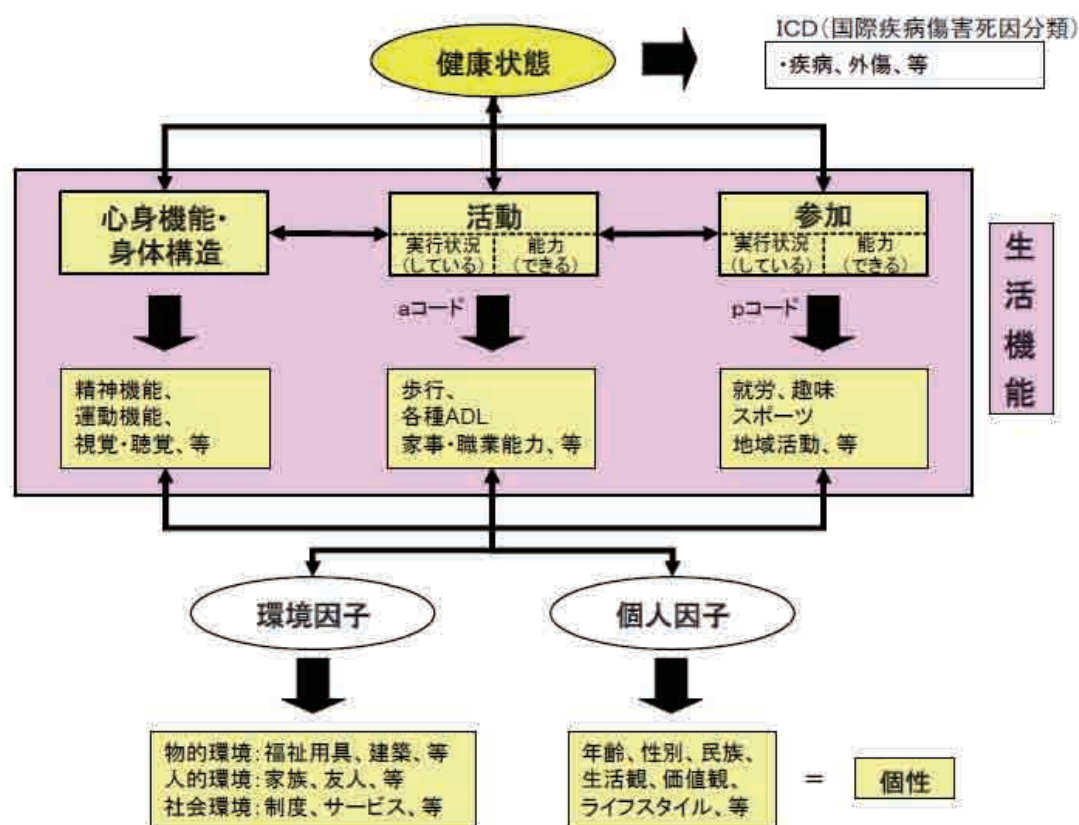 ICD(国際疾病傷害死因分類)
健康状態
・疾病、外傷、等
心身機能・
身体構造
活動
実行状況
(している)
能力
(できる)
参加
実行状況
(している)
能力
(できる)
生活機能
aコード
pコード
精神機能、
運動機能、
視覚・聴覚、等
歩行、
各種ADL
家事・職業能力、等
就労、趣味
スポーツ
地域活動、等
環境因子
個人因子
物的環境:福祉用具、建築、等
人的環境:家族、友人、等
社会環境:制度、サービス、等
年齢、性別、民族、
生活観、価値観、
ライフスタイル、等
=
個性